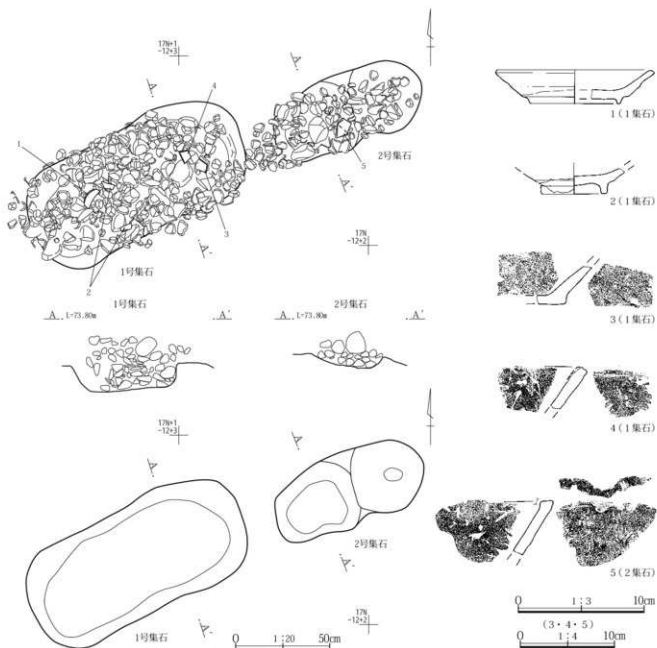 17N+1
-12+3
A
4
A
1
5
2号集石
A'
A'
3
2
1号集石
17N
-12+2
1号集石
2号集石
A L=73.80m A'
A L=73.80m A'
17N+1
-12+3
A
A
2号集石
A'
A'
1号集石
17N
-12+2
0 1:20 50cm
1(1集石)
2(1集石)
3(1集石)
4(1集石)
5(2集石)
0 1:3 10cm
(3・4・5)
0 1:4 10cm